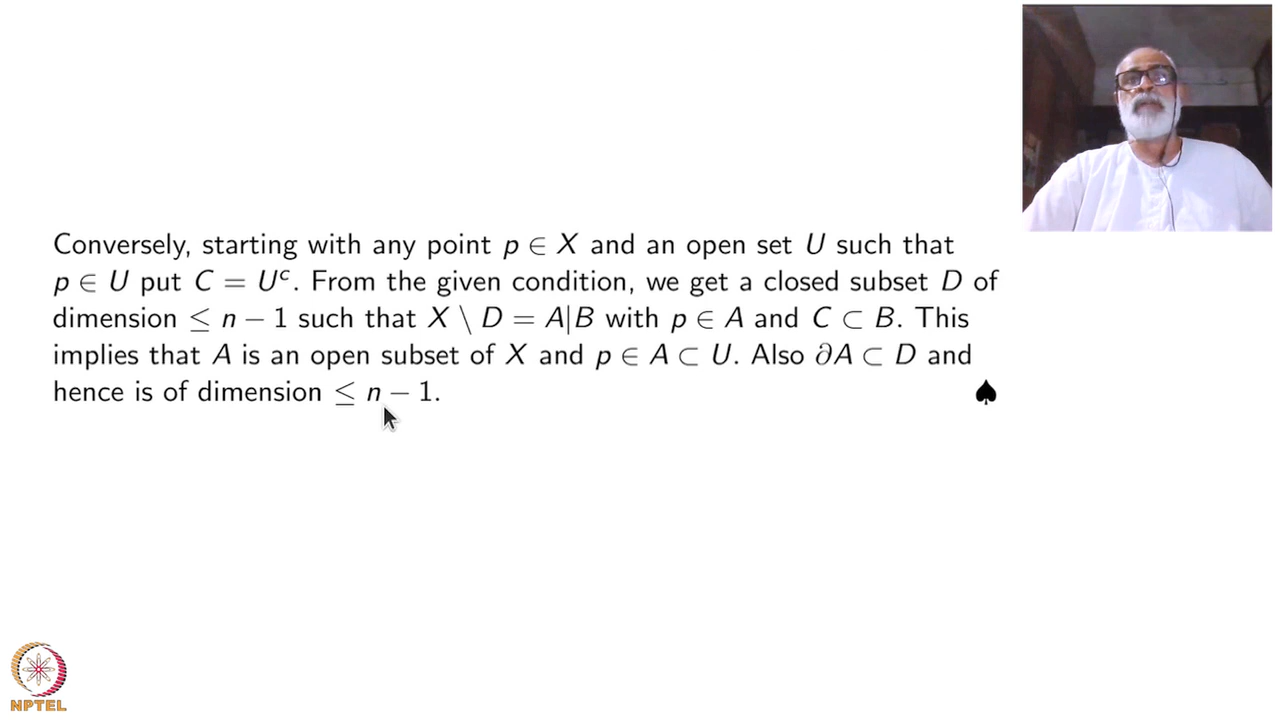 Conversely, starting with any point p ∈ X and an open set U such that
p ∈ U put C = Uᶜ. From the given condition, we get a closed subset D of
dimension ≤ n − 1 such that X \ D = A|B with p ∈ A and C ⊂ B. This
implies that A is an open subset of X and p ∈ A ⊂ U. Also ∂A ⊂ D and
hence is of dimension ≤ n − 1. ♠
NPTEL